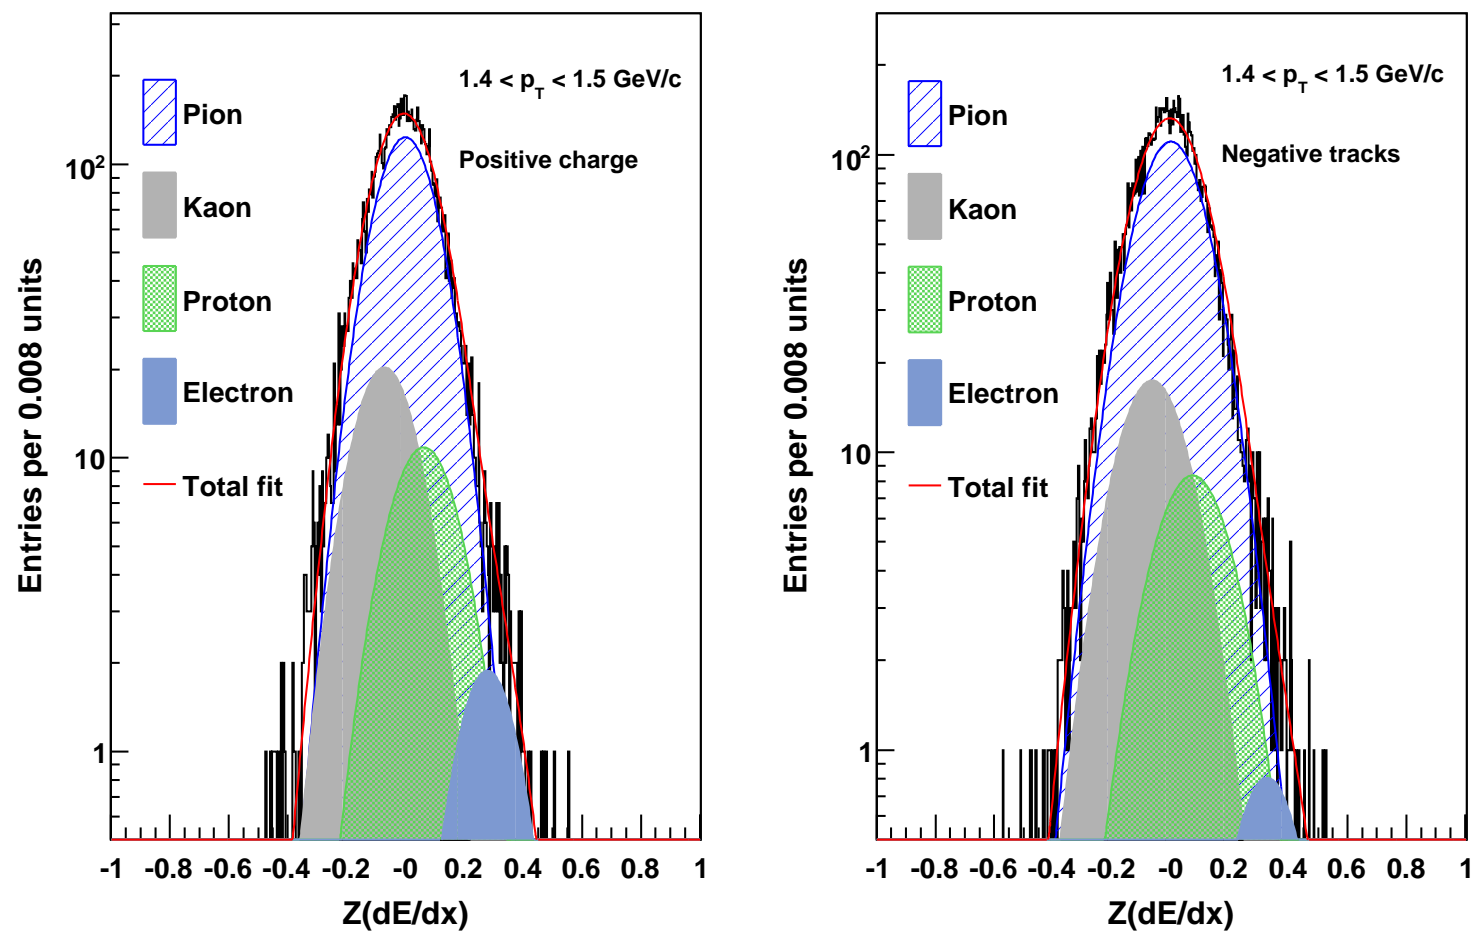 1.4 < p_T < 1.5 GeV/c
Positive charge
Pion
Kaon
Proton
Electron
Total fit
Entries per 0.008 units
10²
10
1
-1 -0.8 -0.6 -0.4 -0.2 -0 0.2 0.4 0.6 0.8 1
Z(dE/dx)
1.4 < p_T < 1.5 GeV/c
Negative tracks
Pion
Kaon
Proton
Electron
Total fit
Entries per 0.008 units
10²
10
1
-1 -0.8 -0.6 -0.4 -0.2 -0 0.2 0.4 0.6 0.8 1
Z(dE/dx)